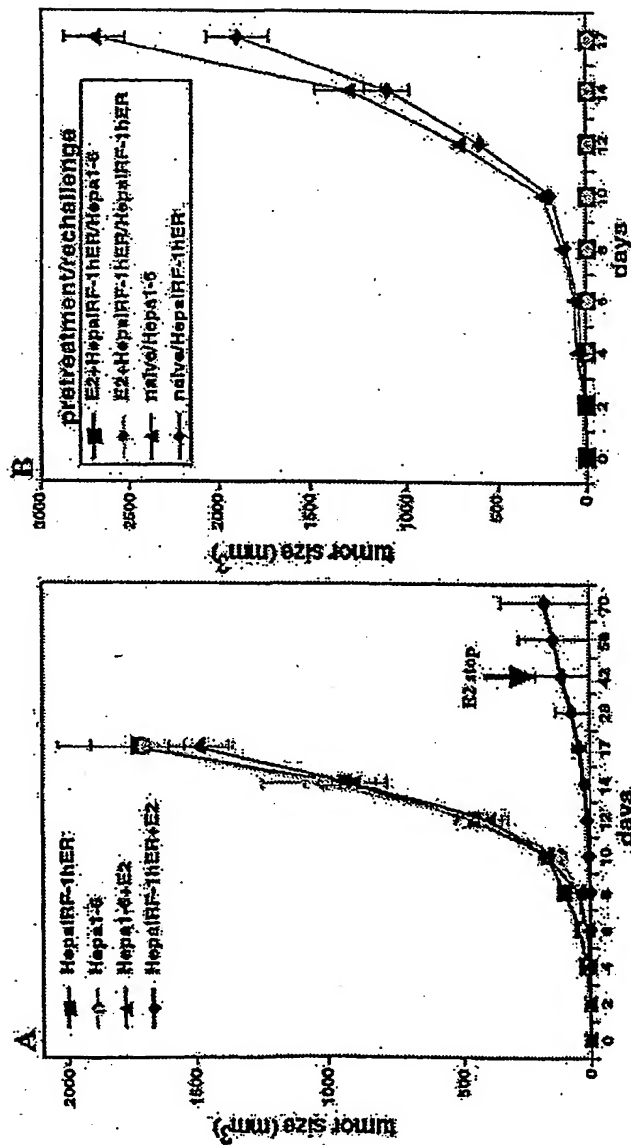 A
2000
1500
1000
500
0
tumor size (mm3)
HepaIRF-1hER
Hepa1-6
Hepa1-6+E2
HepaIRF-1hER+E2
E2 stop
0 2 4 6 8 10 12 14 17 28 42 56 70
days
B
3000
2500
2000
1500
1000
500
0
tumor size (mm3)
pretreatment/rechallenge
E2+HepaIRF-1hER/Hepa1-6
E2+HepaIRF-1hER/HepaIRF-1hER
naive/Hepa1-6
naive/HepaIRF-1hER
0 2 4 6 8 10 12 14 17
days